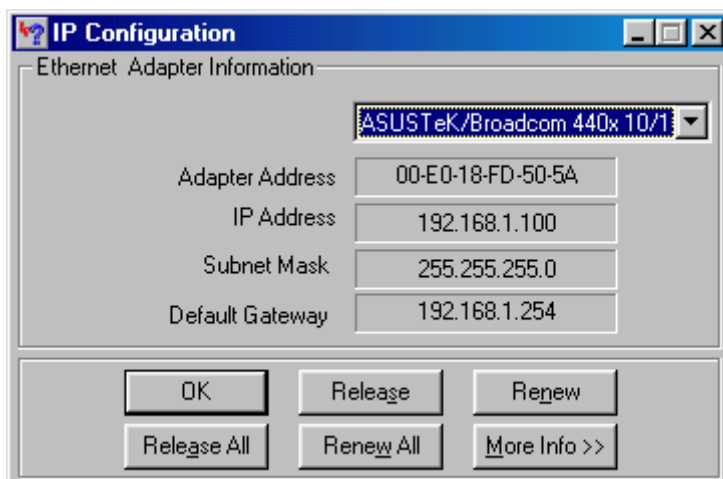 IP Configuration
Ethernet Adapter Information
ASUSTeK/Broadcom 440x 10/1
Adapter Address 00-E0-18-FD-50-5A
IP Address 192.168.1.100
Subnet Mask 255.255.255.0
Default Gateway 192.168.1.254
OK Release Renew
Release All Renew All More Info >>